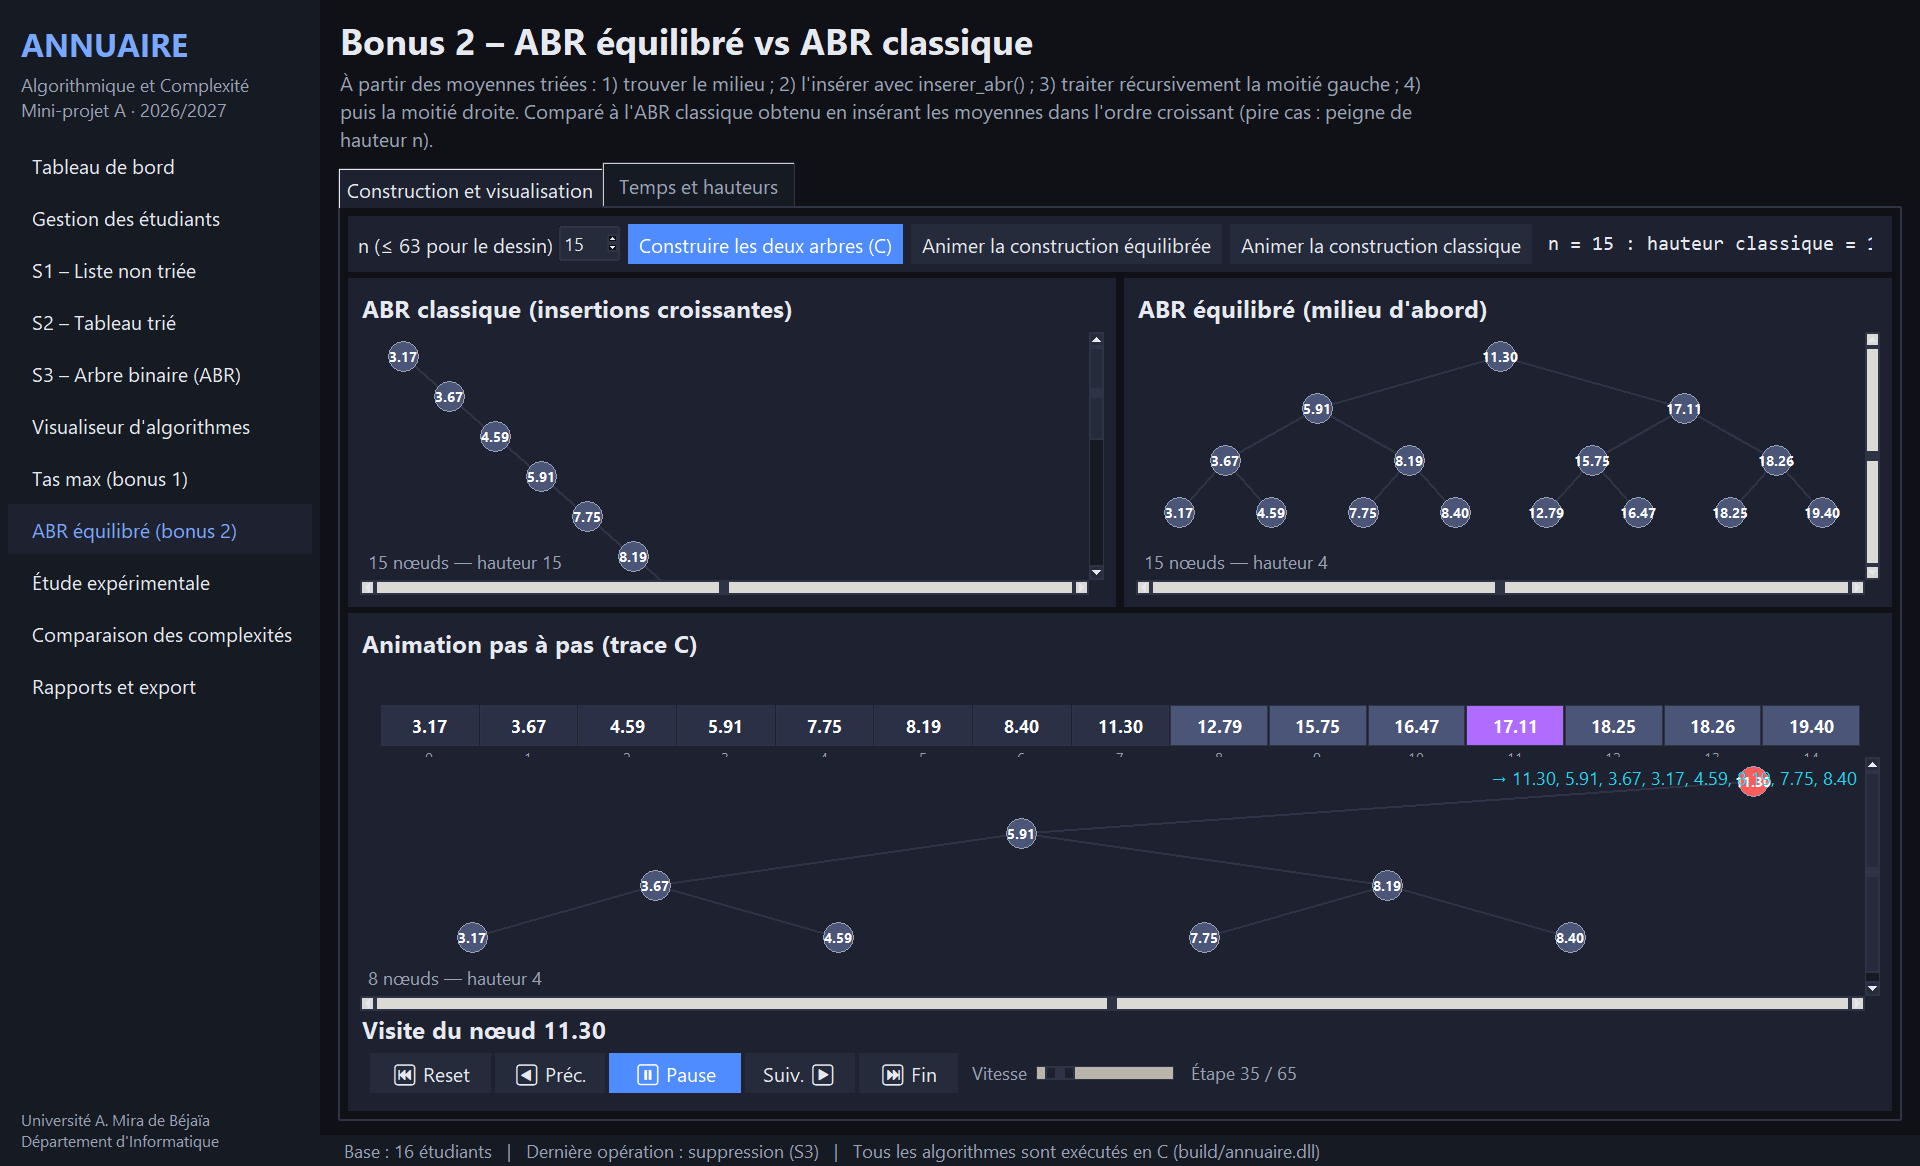 ANNUAIRE
Algorithmique et Complexité
Mini-projet A · 2026/2027
Tableau de bord
Gestion des étudiants
S1 – Liste non triée
S2 – Tableau trié
S3 – Arbre binaire (ABR)
Visualiseur d'algorithmes
Tas max (bonus 1)
ABR équilibré (bonus 2)
Étude expérimentale
Comparaison des complexités
Rapports et export
Université A. Mira de Béjaïa
Département d'Informatique
Bonus 2 – ABR équilibré vs ABR classique
À partir des moyennes triées : 1) trouver le milieu ; 2) l'insérer avec inserer_abr() ; 3) traiter récursivement la moitié gauche ; 4)
puis la moitié droite. Comparé à l'ABR classique obtenu en insérant les moyennes dans l'ordre croissant (pire cas : peigne de
hauteur n).
Construction et visualisation
Temps et hauteurs
n (≤ 63 pour le dessin) 15 Construire les deux arbres (C) Animer la construction équilibrée Animer la construction classique n = 15 : hauteur classique =
ABR classique (insertions croissantes)
3.17
3.67
4.59
5.91
7.75
8.19
15 nœuds — hauteur 15
ABR équilibré (milieu d'abord)
11.30
5.91 17.11
3.67 8.19 15.75 18.26
3.17 4.59 7.75 8.40 12.79 16.47 18.25 19.40
15 nœuds — hauteur 4
Animation pas à pas (trace C)
3.17 3.67 4.59 5.91 7.75 8.19 8.40 11.30 12.79 15.75 16.47 17.11 18.25 18.26 19.40
→ 11.30, 5.91, 3.67, 3.17, 4.59, 7.75, 8.40
11.30
5.91
3.67 8.19
3.17 4.59 7.75 8.40
8 nœuds — hauteur 4
Visite du nœud 11.30
Reset Préc. Pause Suiv. Fin Vitesse Étape 35 / 65
Base : 16 étudiants | Dernière opération : suppression (S3) | Tous les algorithmes sont exécutés en C (build/annuaire.dll)